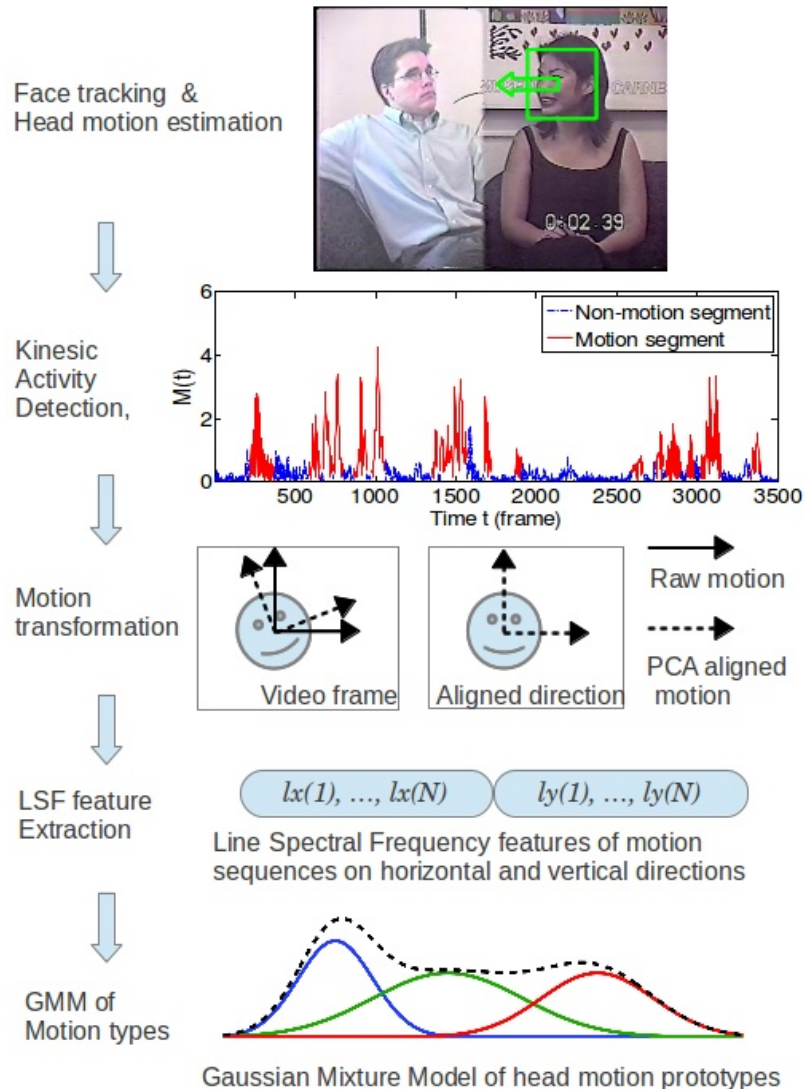 Face tracking &
Head motion estimation
CARNE
0:02 39
Kinesic
Activity
Detection,
M(t)
6
4
2
0
Non-motion segment
Motion segment
500 1000 1500 2000 2500 3000 3500
Time t (frame)
Motion
transformation
Video frame
Aligned direction
Raw motion
PCA aligned
motion
LSF feature
Extraction
lx(1), ..., lx(N)
ly(1), ..., ly(N)
Line Spectral Frequency features of motion
sequences on horizontal and vertical directions
GMM of
Motion types
Gaussian Mixture Model of head motion prototypes